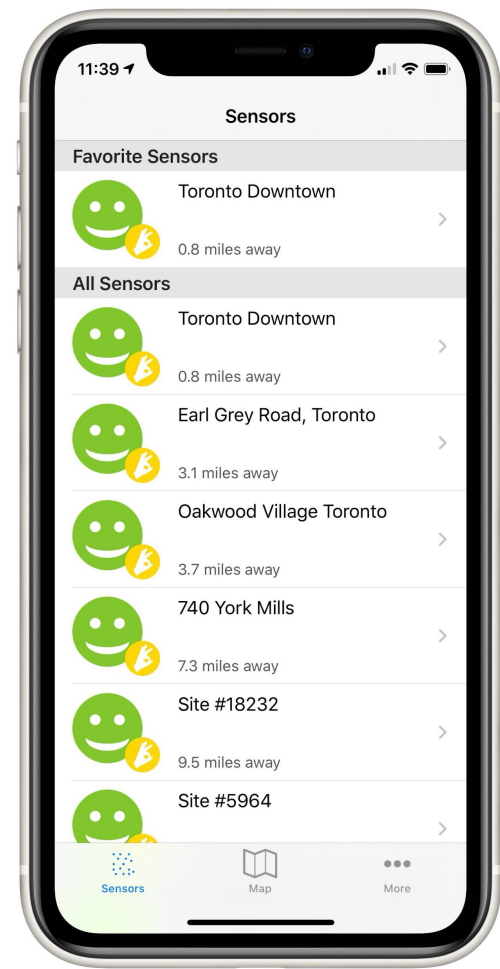 11:39
Sensors
Favorite Sensors
Toronto Downtown
0.8 miles away
All Sensors
Toronto Downtown
0.8 miles away
Earl Grey Road, Toronto
3.1 miles away
Oakwood Village Toronto
3.7 miles away
740 York Mills
7.3 miles away
Site #18232
9.5 miles away
Site #5964
Sensors
Map
More